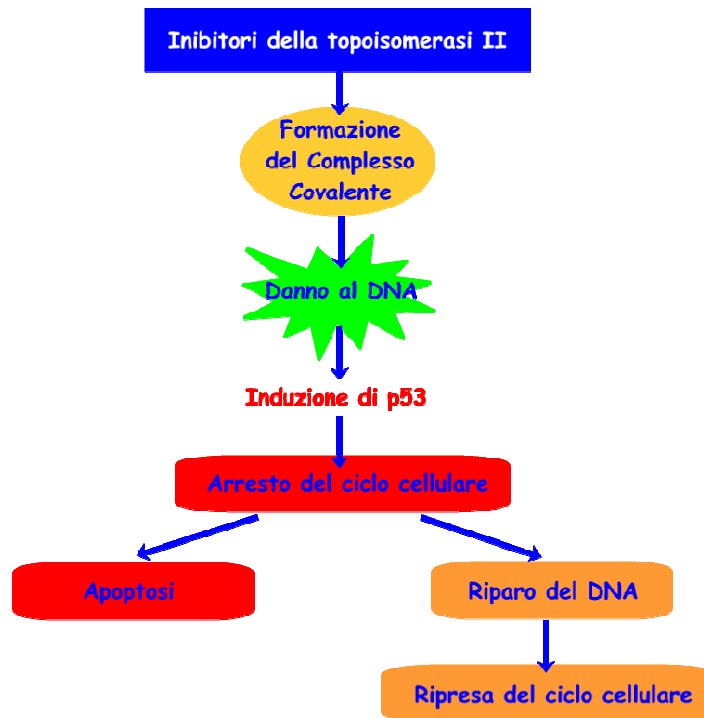 Inibitori della topoisomerasi II
Formazione
del Complesso
Covalente
Danno al DNA
Induzione di p53
Arresto del ciclo cellulare
Apoptosi
Riparo del DNA
Ripresa del ciclo cellulare